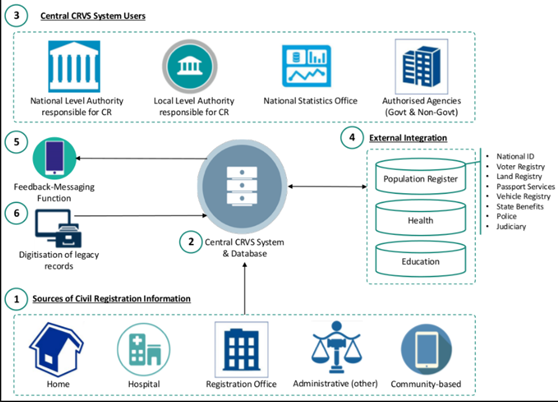 3 Central CRVS System Users
National Level Authority
responsible for CR
Local Level Authority
responsible for CR
National Statistics Office
Authorised Agencies
(Govt & Non-Govt)
5
Feedback-Messaging
Function
6
Digitisation of legacy
records
2 Central CRVS System
& Database
4 External Integration
Population Register
Health
Education
• National ID
• Voter Registry
• Land Registry
• Passport Services
• Vehicle Registry
• State Benefits
• Police
• Judiciary
1 Sources of Civil Registration Information
Home
Hospital
Registration Office
Administrative (other)
Community-based